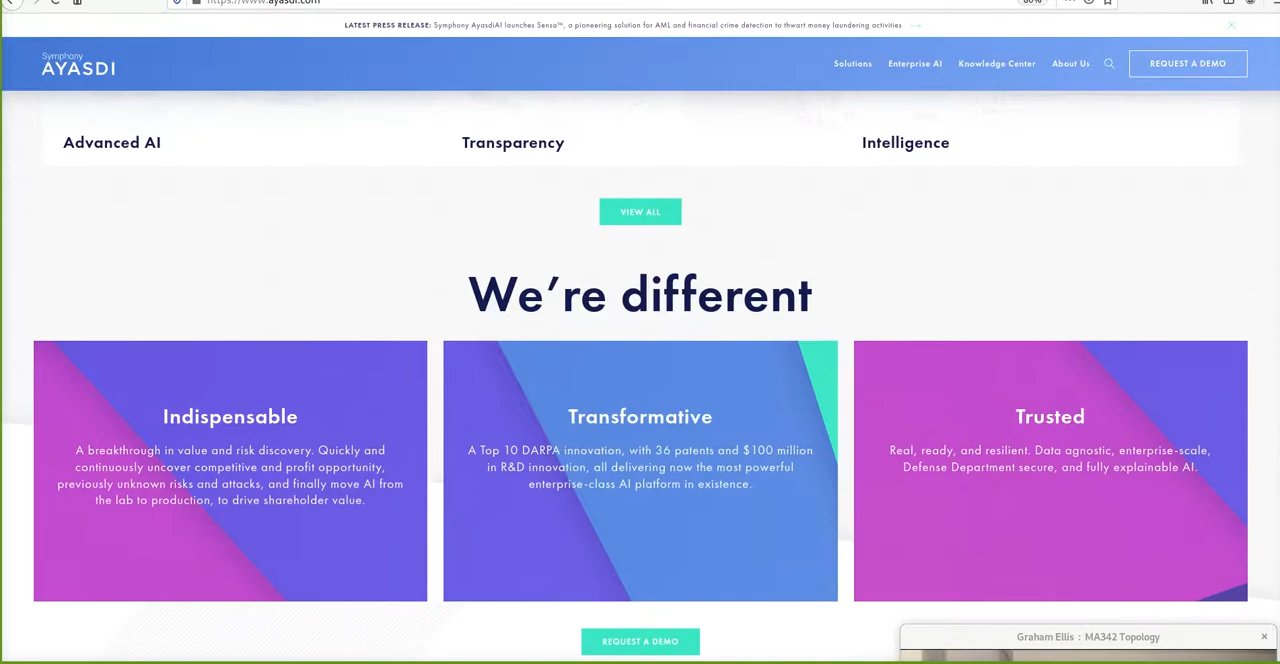 https://www.ayasdi.com
80%
LATEST PRESS RELEASE: Symphony AyasdiAI launches Sensa™, a pioneering solution for AML and financial crime detection to thwart money laundering activities
Symphony
AYASDI
Solutions
Enterprise AI
Knowledge Center
About Us
REQUEST A DEMO
Advanced AI
Transparency
Intelligence
VIEW ALL
We’re different
Indispensable
A breakthrough in value and risk discovery. Quickly and
continuously uncover competitive and profit opportunity,
previously unknown risks and attacks, and finally move AI from
the lab to production, to drive shareholder value.
Transformative
A Top 10 DARPA innovation, with 36 patents and $100 million
in R&D innovation, all delivering now the most powerful
enterprise-class AI platform in existence.
Trusted
Real, ready, and resilient. Data agnostic, enterprise-scale,
Defense Department secure, and fully explainable AI.
REQUEST A DEMO
Graham Ellis : MA342 Topology